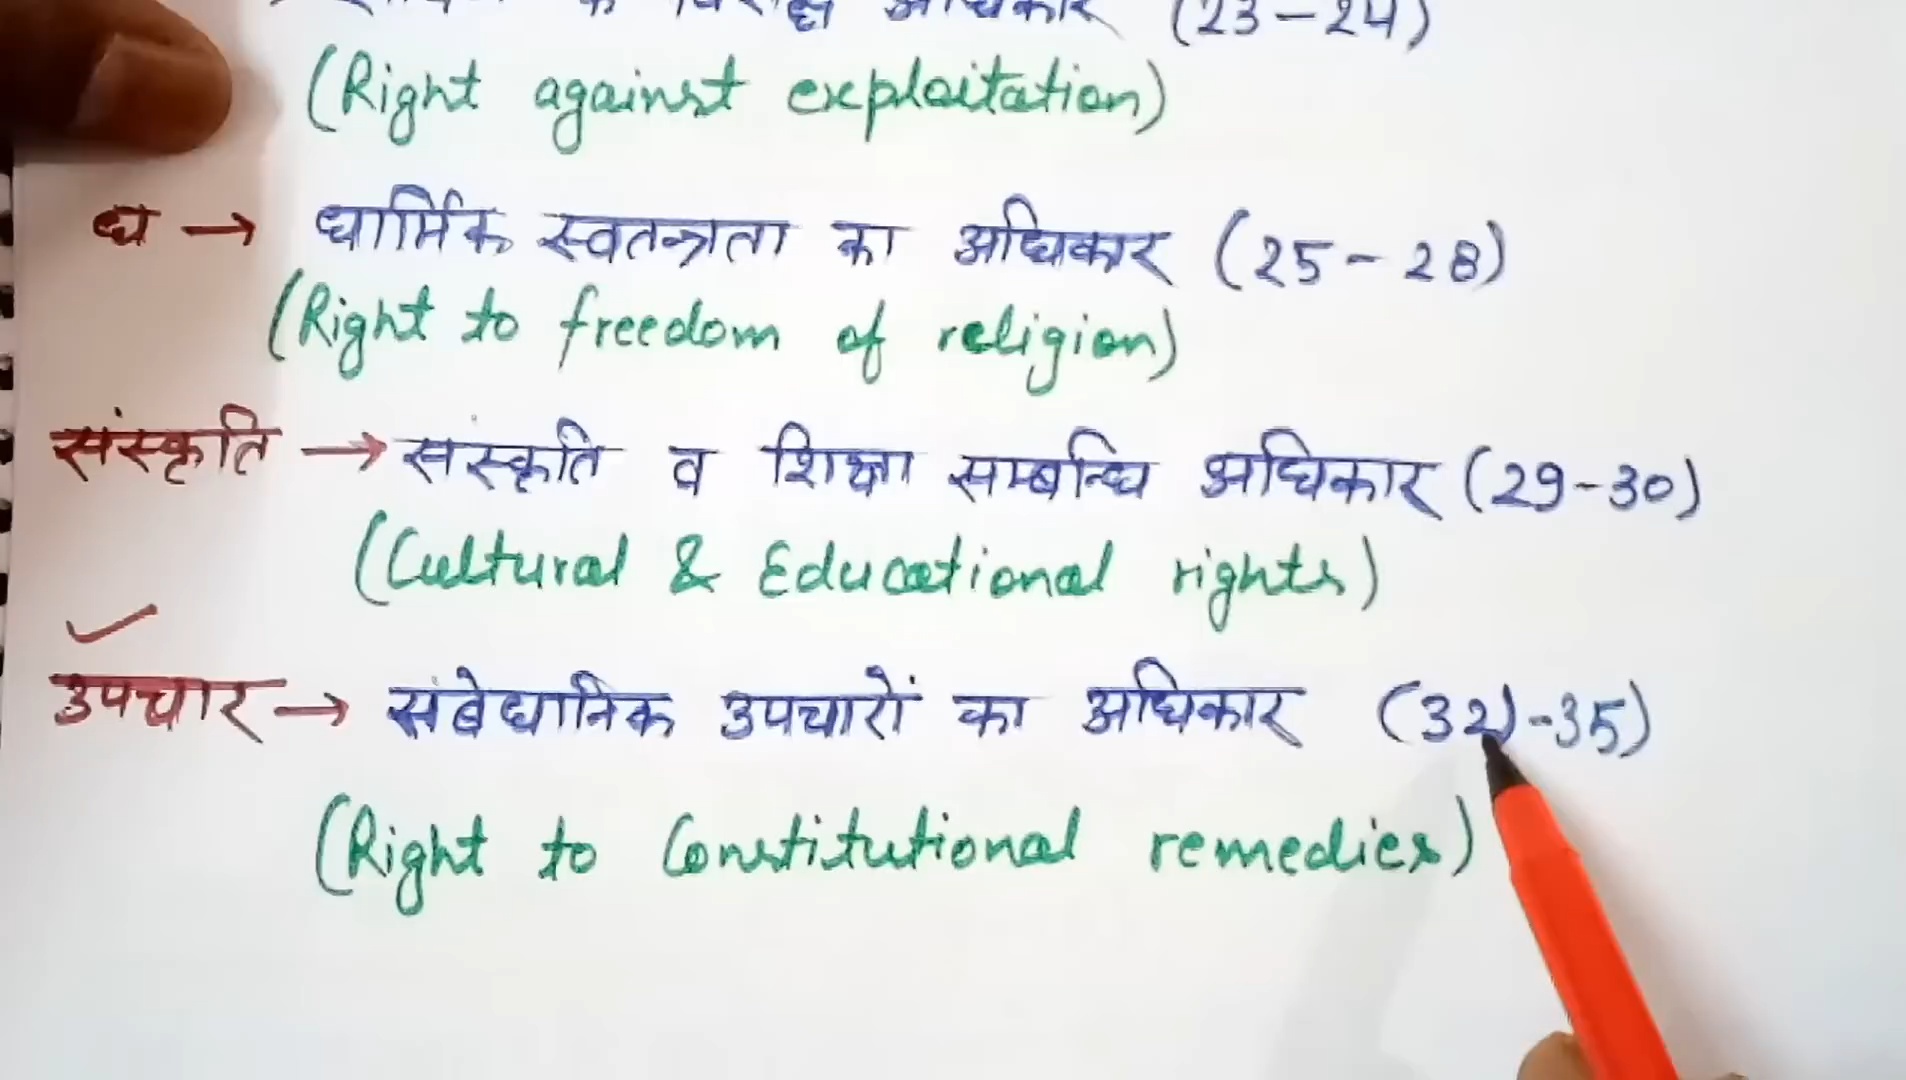 के विरुद्ध अधिकार (23-24)
(Right against exploitation)
ध → धार्मिक स्वतन्त्रता का अधिकार (25-28)
(Right to freedom of religion)
संस्कृति → संस्कृति व शिक्षा सम्बन्धि अधिकार (29-30)
(Cultural & Educational rights)
उपचार → संबेधानिक उपचारों का अधिकार (32)-35)
(Right to Constitutional remedies)